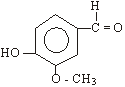 H
C = O
HO
O - CH₃